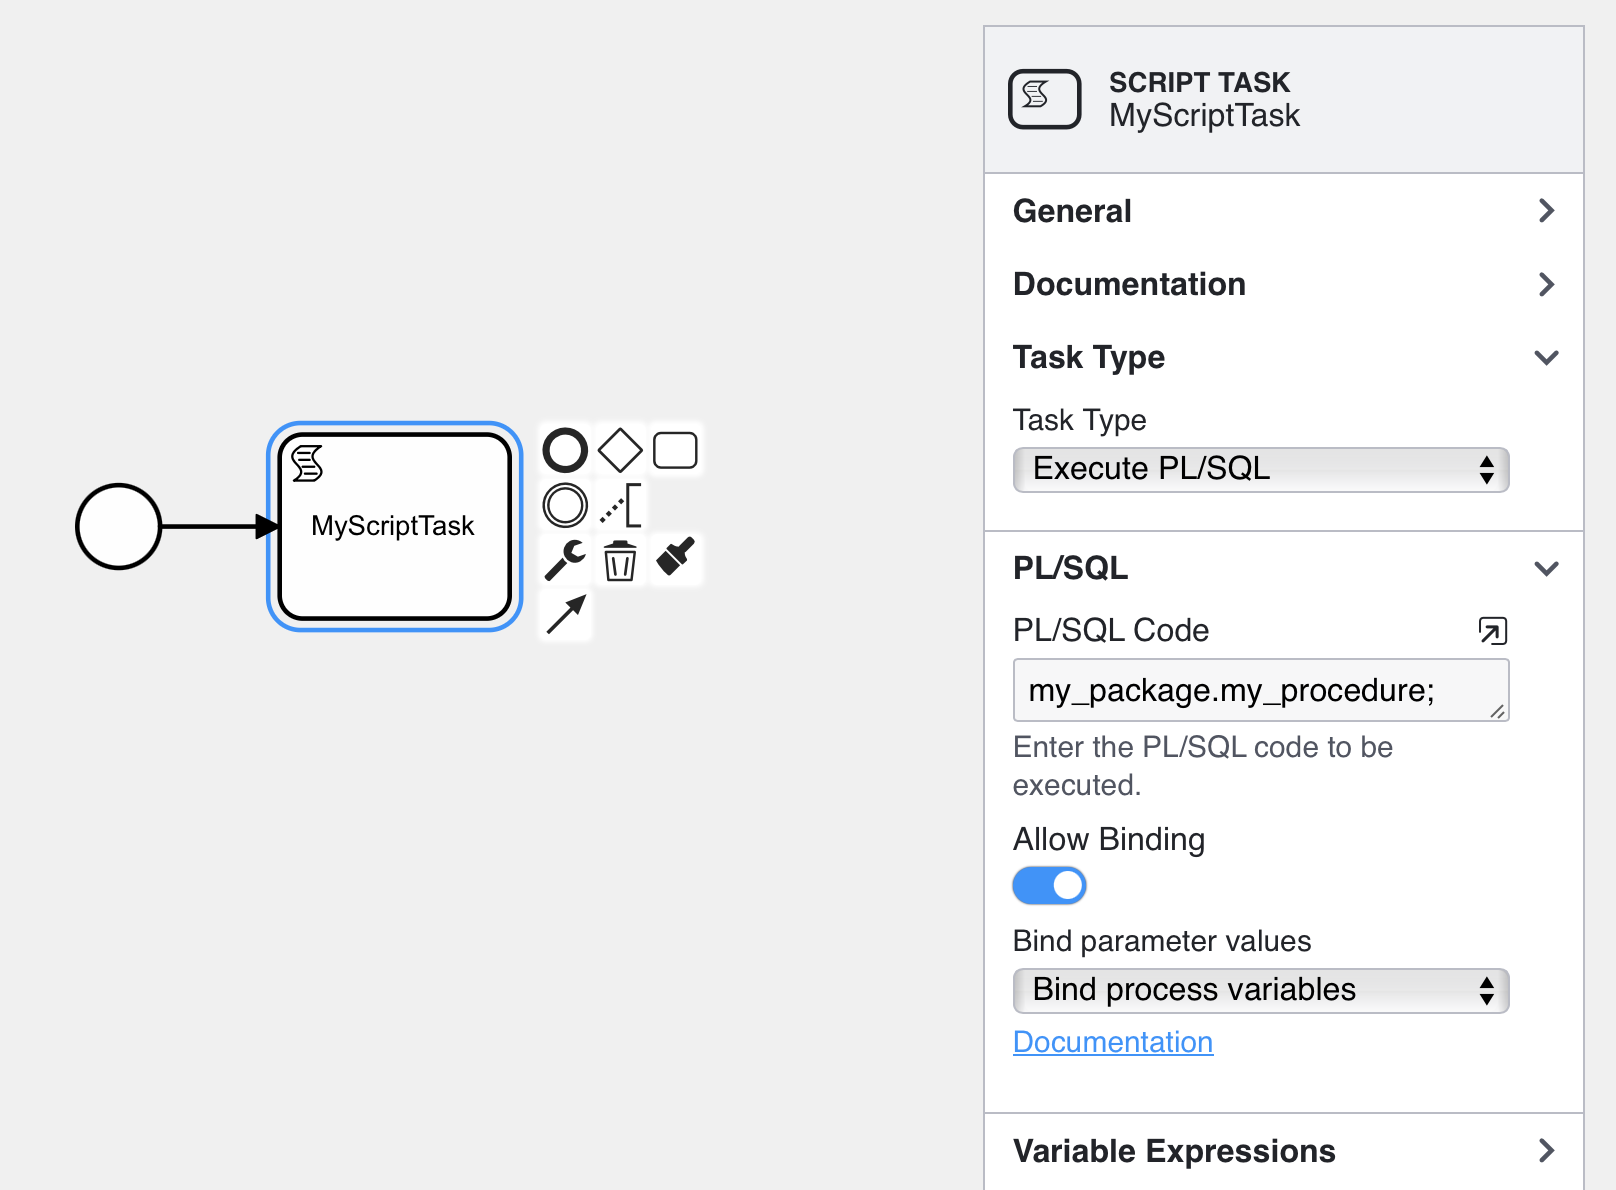 MyScriptTask
SCRIPT TASK
MyScriptTask
General
Documentation
Task Type
Task Type
Execute PL/SQL
PL/SQL
PL/SQL Code
my_package.my_procedure;
Enter the PL/SQL code to be
executed.
Allow Binding
Bind parameter values
Bind process variables
Documentation
Variable Expressions